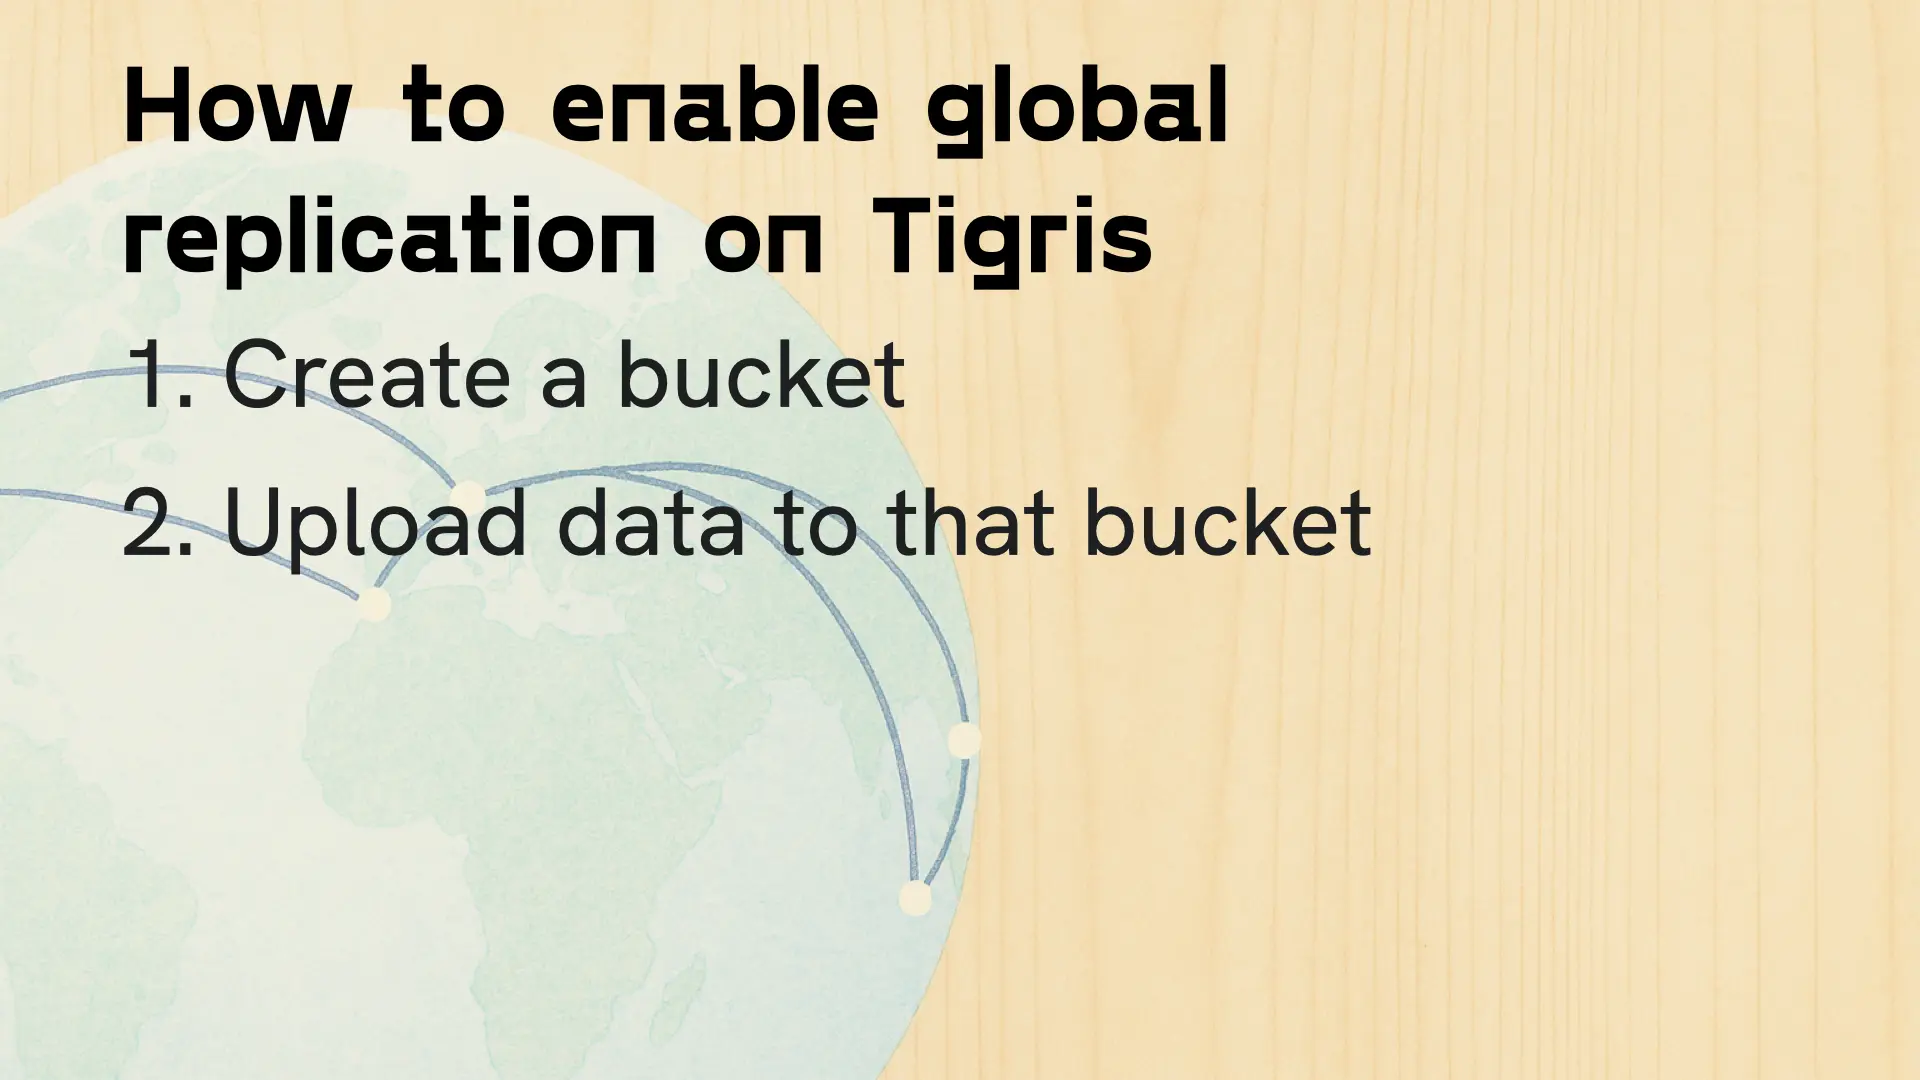 How to enable global
replication on Tigris
1. Create a bucket
2. Upload data to that bucket